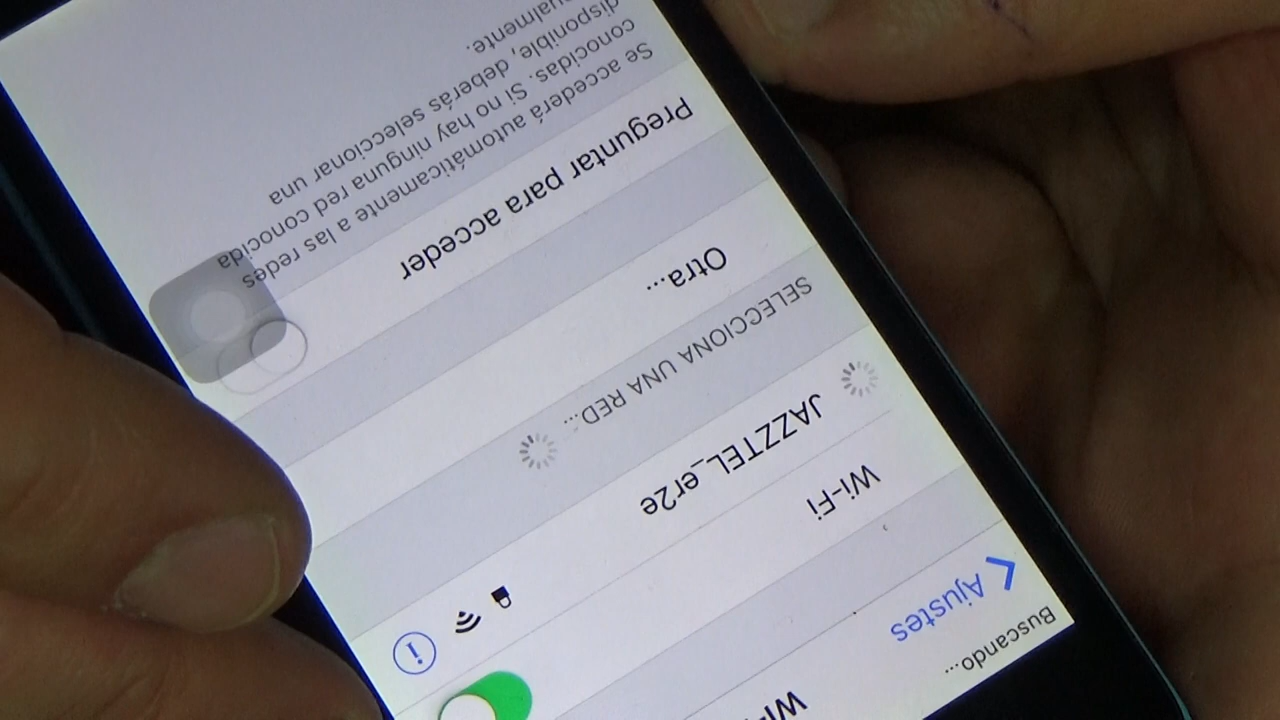 Buscando...
Ajustes
Wi-Fi
JAZZTEL_er2e
SELECCIONA UNA RED...
Otra...
Preguntar para acceder
Se accederá automáticamente a las redes
conocidas. Si no hay ninguna red conocida
disponible, deberás seleccionar una